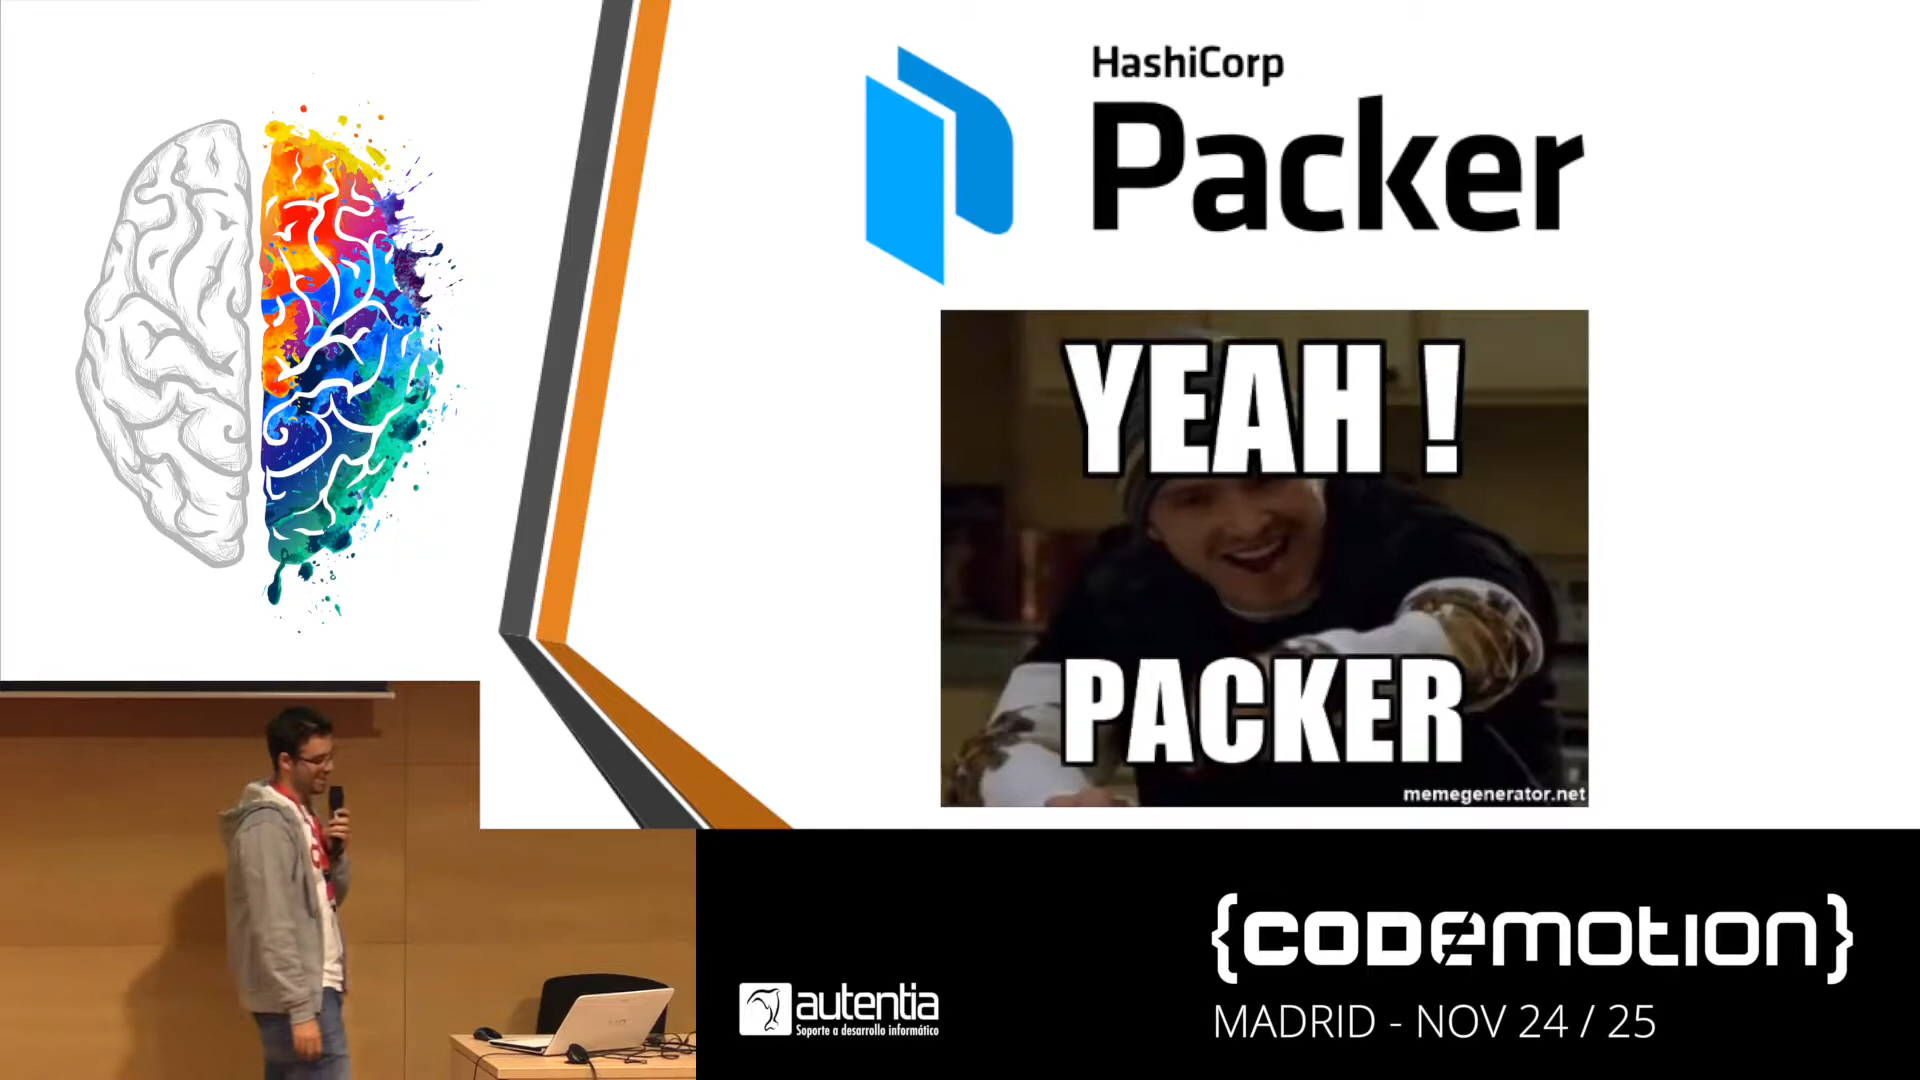 HashiCorp
Packer
YEAH !
PACKER
memegenerator.net
autentia
Soporte a desarrollo informático
{CODEMOTION}
MADRID - NOV 24 / 25